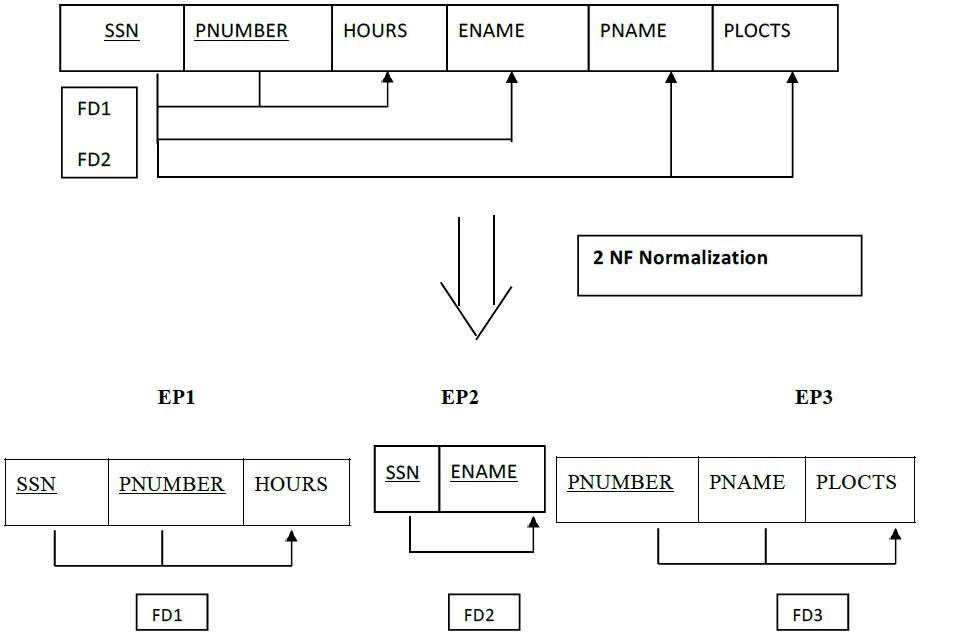 SSN PNUMBER HOURS ENAME PNAME PLOCTS
FD1
FD2
2 NF Normalization
EP1 EP2 EP3
SSN PNUMBER HOURS SSN ENAME PNUMBER PNAME PLOCTS
FD1 FD2 FD3